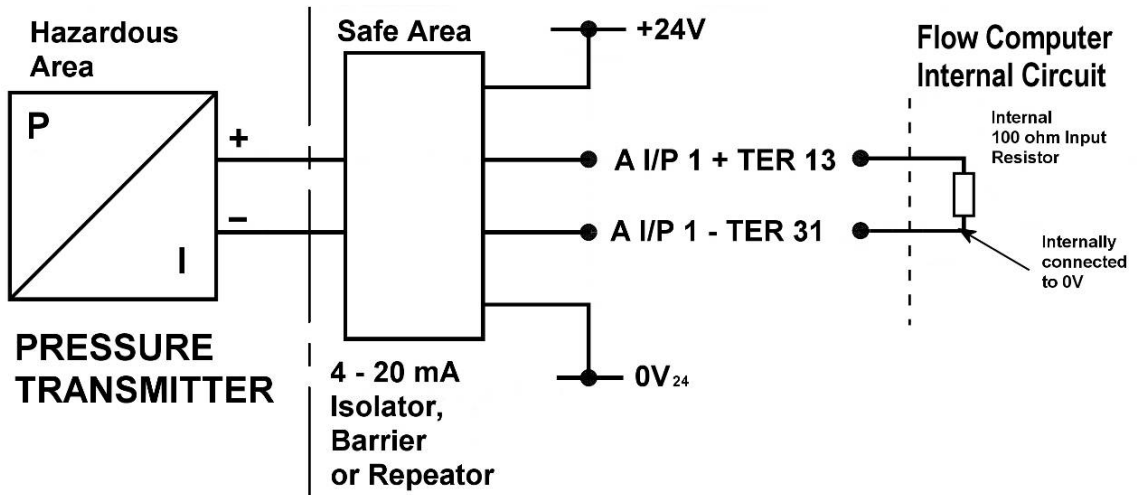 Hazardous
Area
P
I
+
−
PRESSURE
TRANSMITTER
Safe Area
4 - 20 mA
Isolator,
Barrier
or Repeator
+24V
A I/P 1 + TER 13
A I/P 1 - TER 31
0V24
Flow Computer
Internal Circuit
Internal
100 ohm Input
Resistor
Internally
connected
to 0V